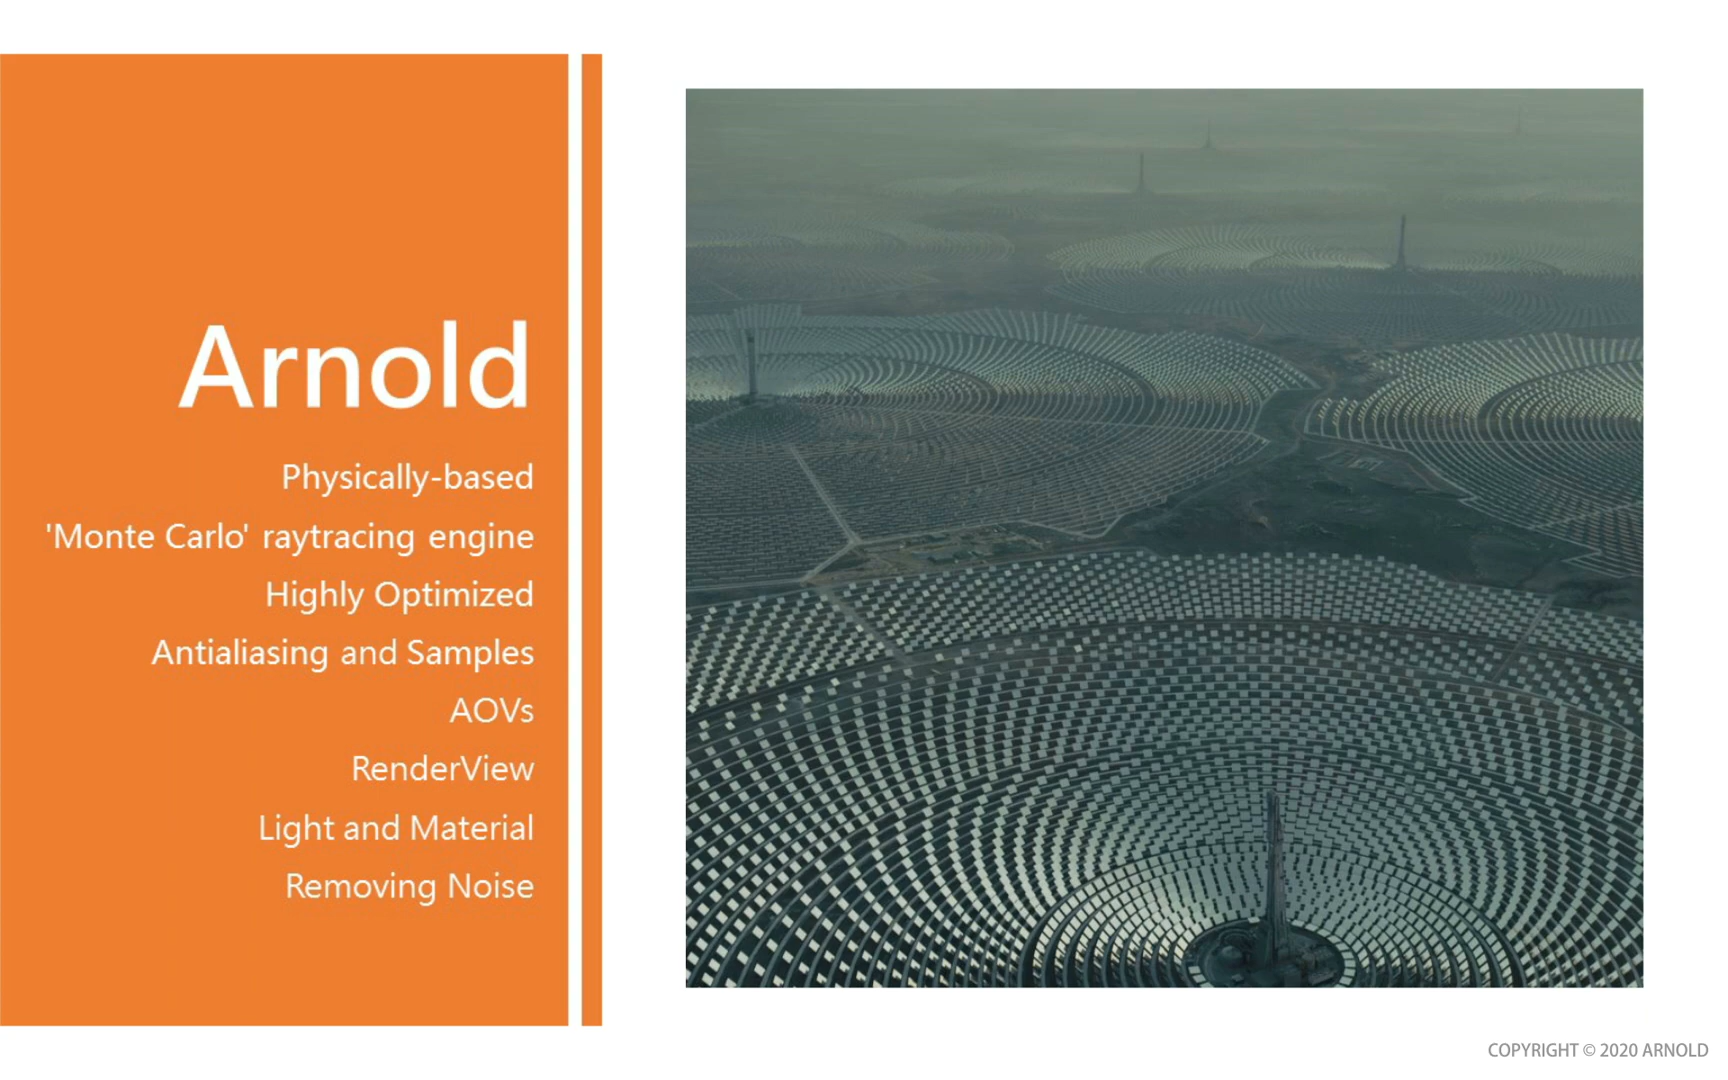 Arnold
Physically-based
'Monte Carlo' raytracing engine
Highly Optimized
Antialiasing and Samples
AOVs
RenderView
Light and Material
Removing Noise
COPYRIGHT © 2020 ARNOLD